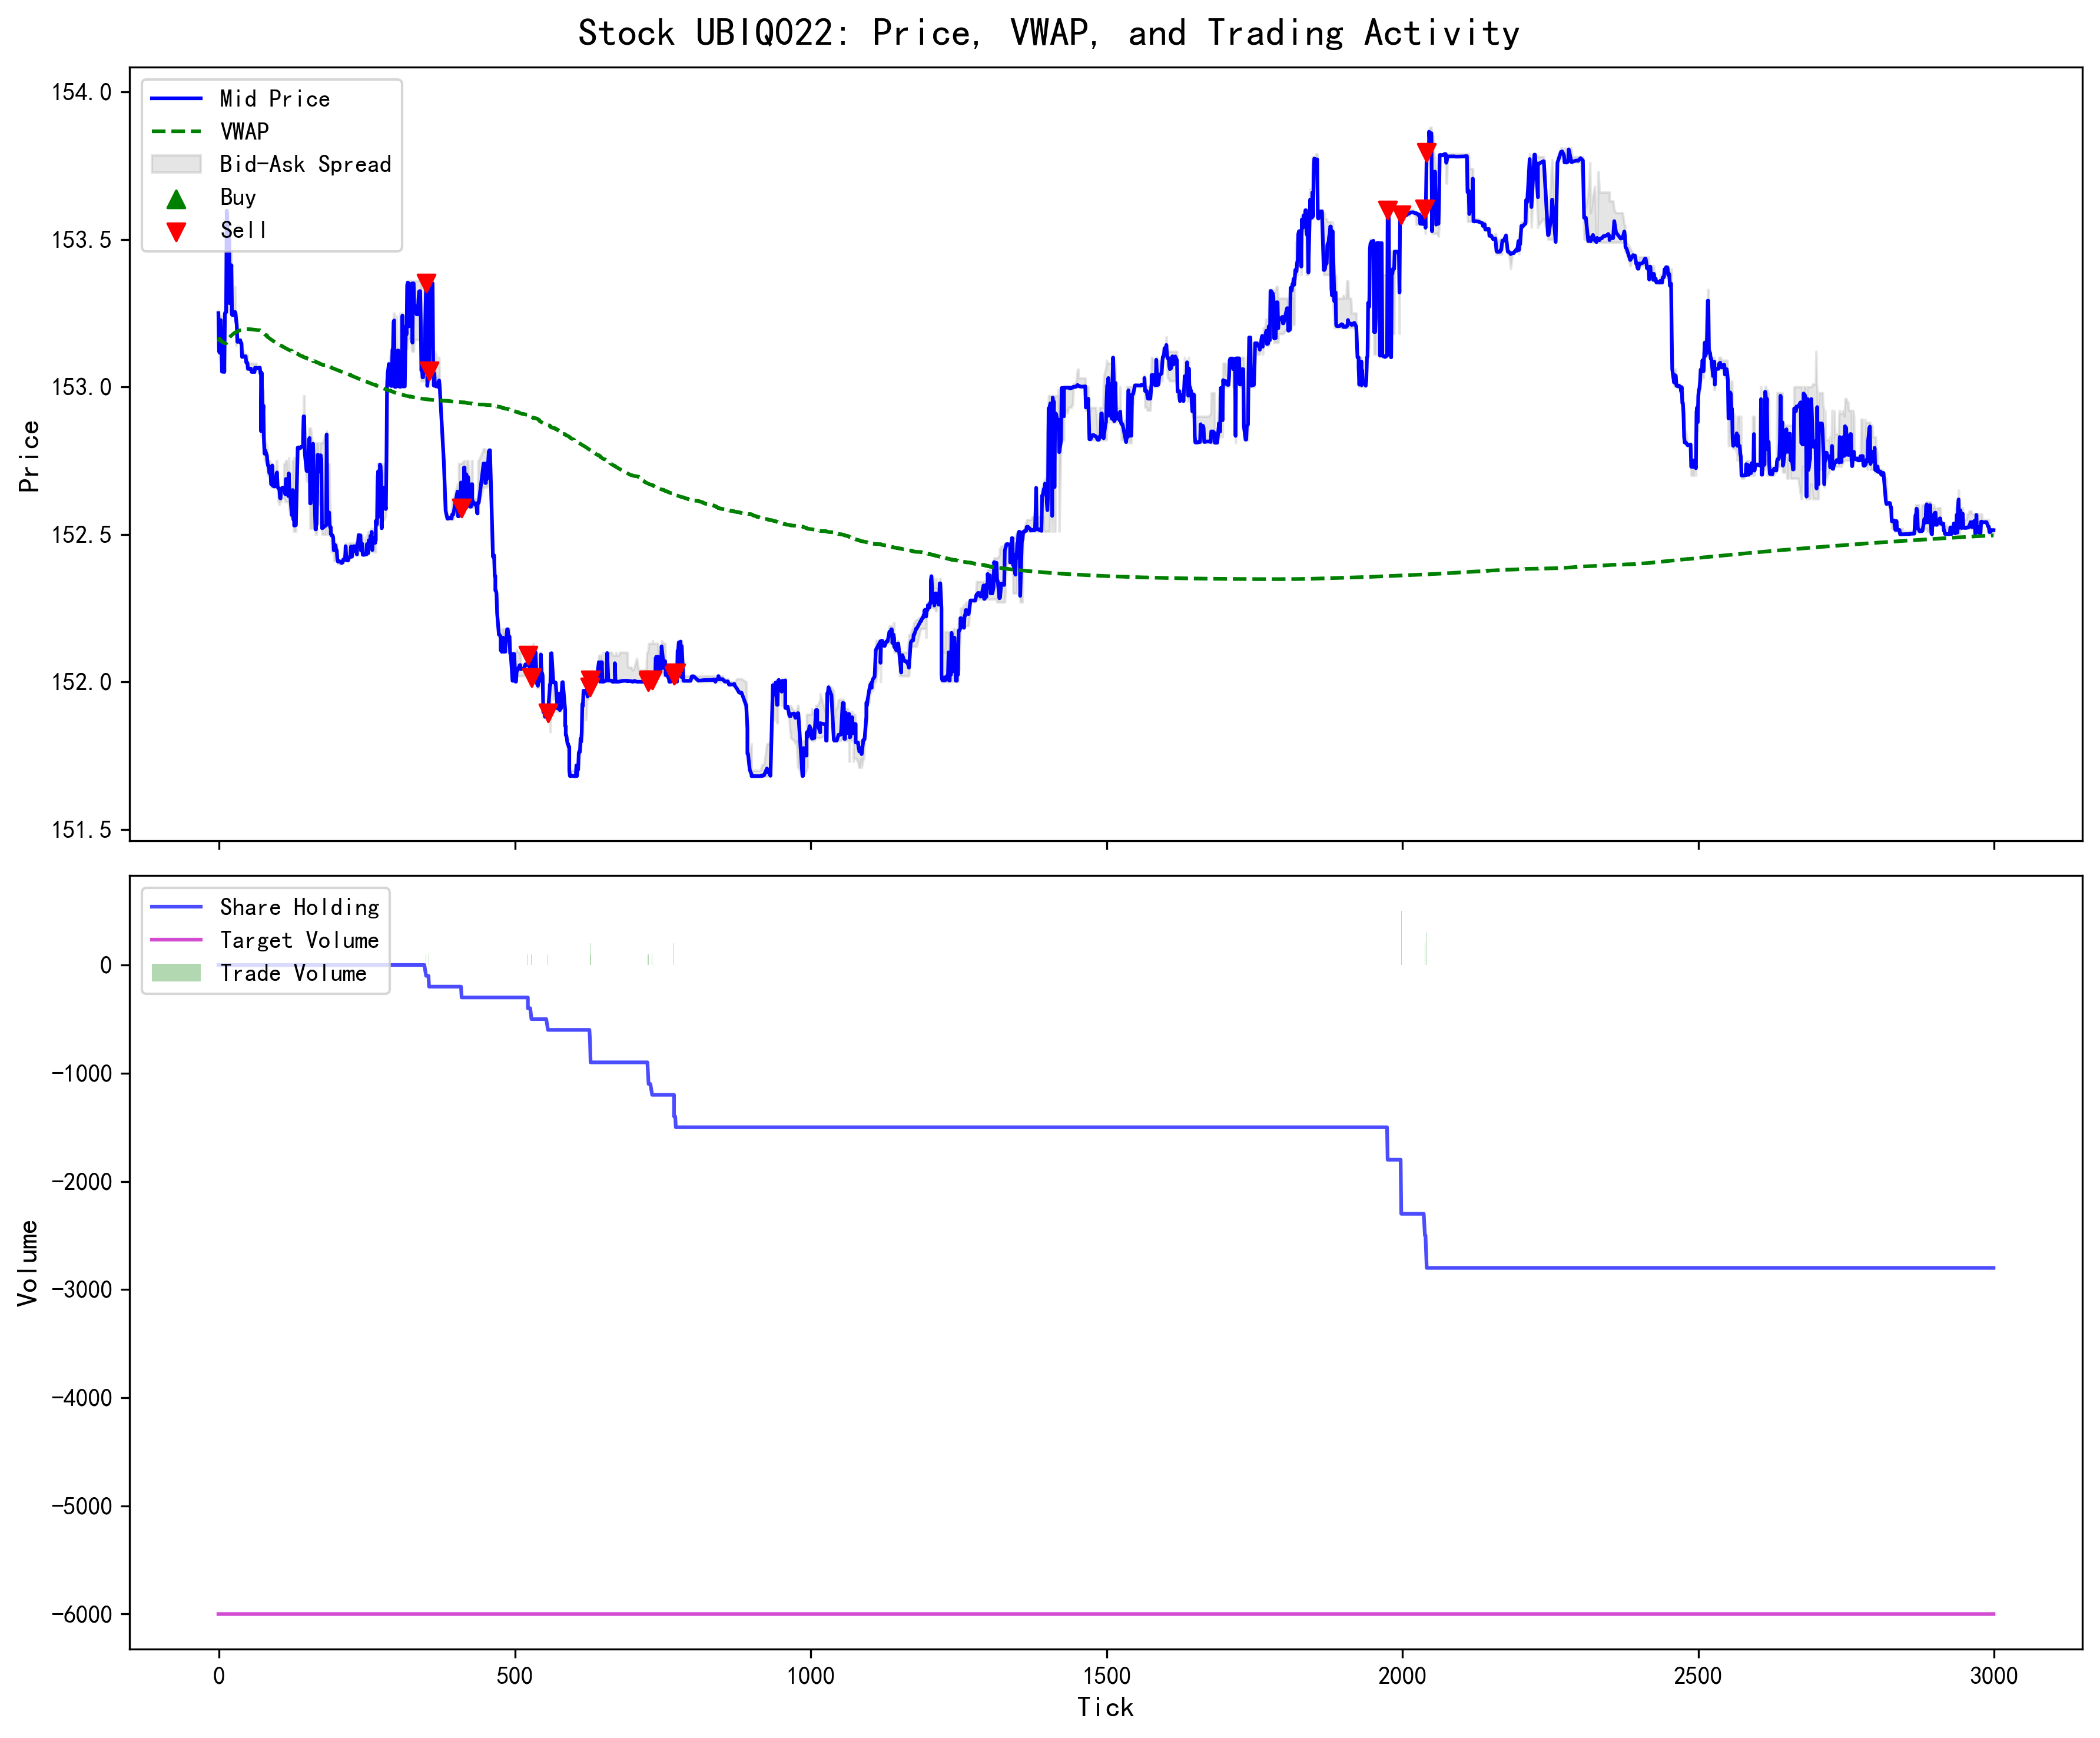 Stock UBIQ022: Price, VWAP, and Trading Activity
Mid Price
VWAP
Bid-Ask Spread
Buy
Sell
Price
154.0
153.5
153.0
152.5
152.0
151.5
Share Holding
Target Volume
Trade Volume
Volume
0
-1000
-2000
-3000
-4000
-5000
-6000
0 500 1000 1500 2000 2500 3000
Tick